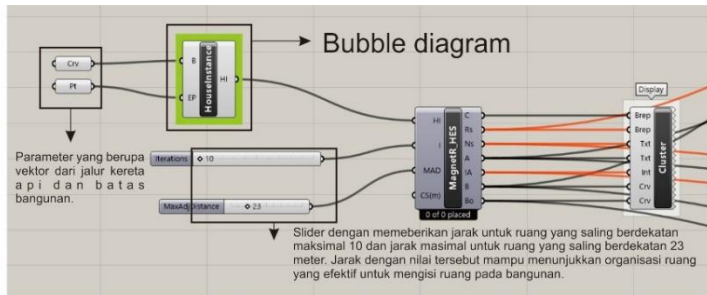 Bubble diagram
Crv
Pt
B
EP
HouseInstance
HI
Parameter yang berupa
vektor dari jalur kereta
api dan batas
bangunan.
Iterations
10
MaxAdjDistance
23
HI
I
MAD
CS(m)
MagnetR_HES
C
Rs
Ns
A
IA
B
Bo
0 of 0 placed
Display
Brep
Brep
Txt
Txt
Int
Crv
Crv
Cluster
Slider dengan memeberikan jarak untuk ruang yang saling berdekatan
maksimal 10 dan jarak masimal untuk ruang yang saling berdekatan 23
meter. Jarak dengan nilai tersebut mampu menunjukkan organisasi ruang
yang efektif untuk mengisi ruang pada bangunan.